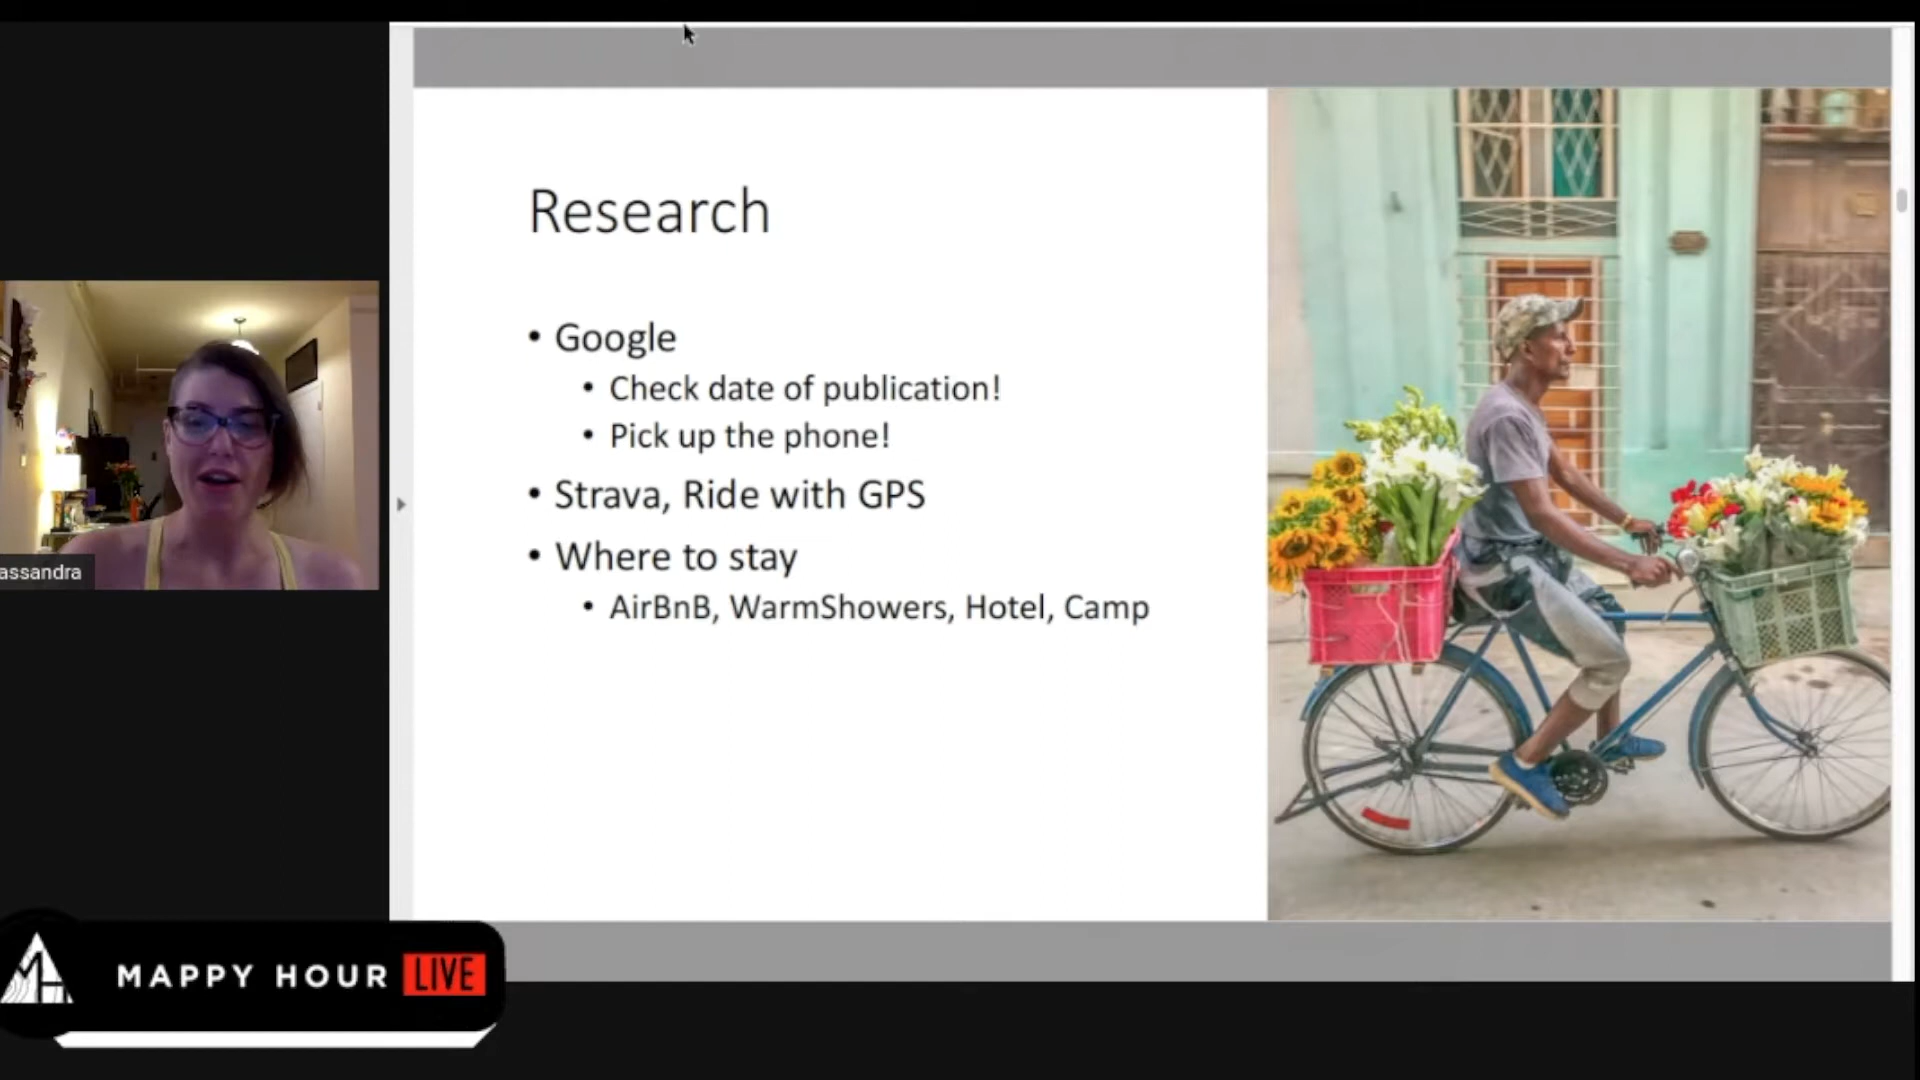 Research
• Google
• Check date of publication!
• Pick up the phone!
• Strava, Ride with GPS
• Where to stay
• AirBnB, WarmShowers, Hotel, Camp
assandra
MAPPY HOUR LIVE